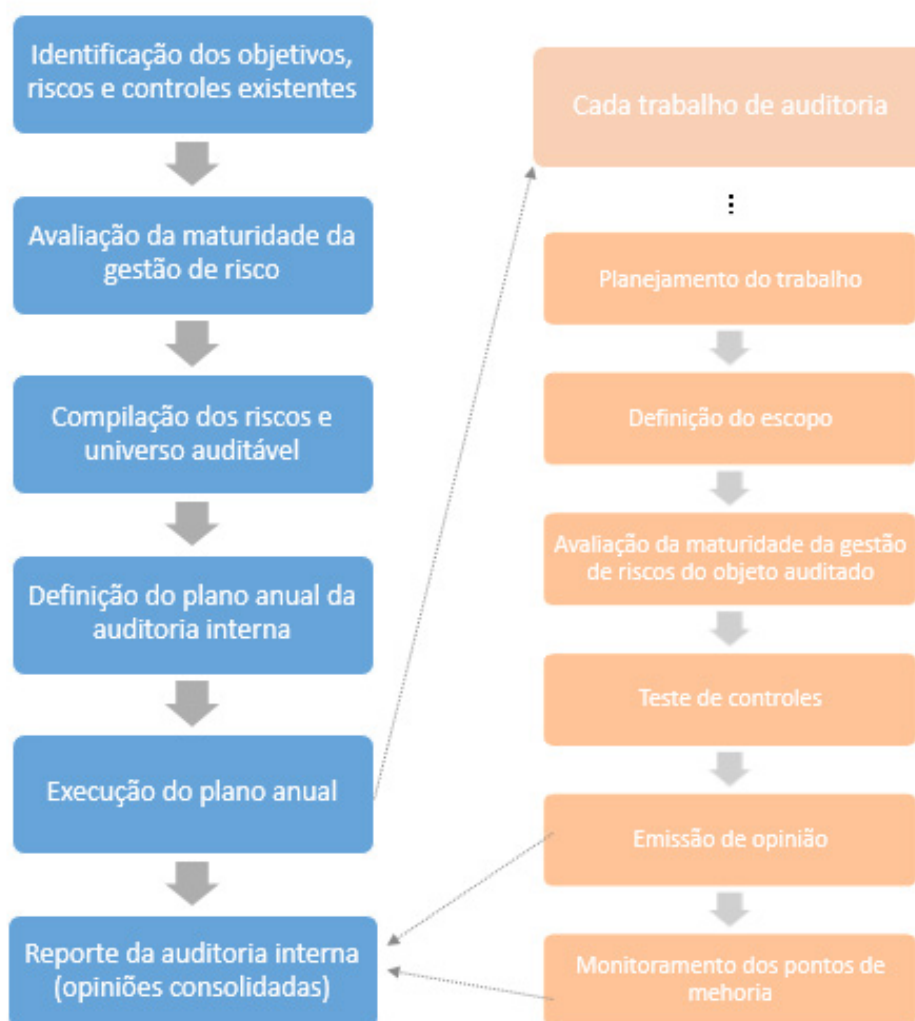 Identificação dos objetivos,
riscos e controles existentes
Avaliação da maturidade da
gestão de risco
Compilação dos riscos e
universo auditável
Definição do plano anual da
auditoria interna
Execução do plano anual
Reporte da auditoria interna
(opiniões consolidadas)
Cada trabalho de auditoria
...
Planejamento do trabalho
Definição do escopo
Avaliação da maturidade da gestão
de riscos do objeto auditado
Teste de controles
Emissão de opinião
Monitoramento dos pontos de
mehoria